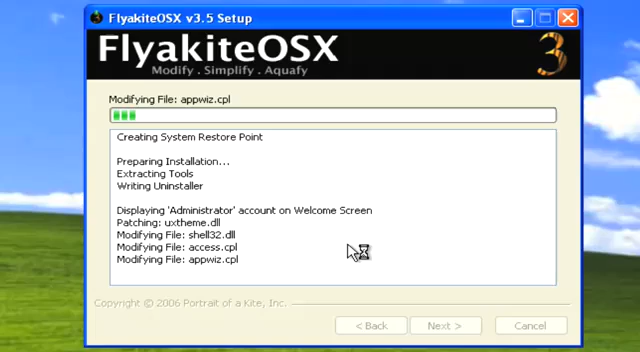 FlyakiteOSX v3.5 Setup
FlyakiteOSX
3
Modify . Simplify . Aquafy
Modifying File: appwiz.cpl
Creating System Restore Point
Preparing Installation...
Extracting Tools
Writing Uninstaller
Displaying 'Administrator' account on Welcome Screen
Patching: uxtheme.dll
Modifying File: shell32.dll
Modifying File: access.cpl
Modifying File: appwiz.cpl
Copyright © 2006 Portrait of a Kite, Inc.
< Back
Next >
Cancel